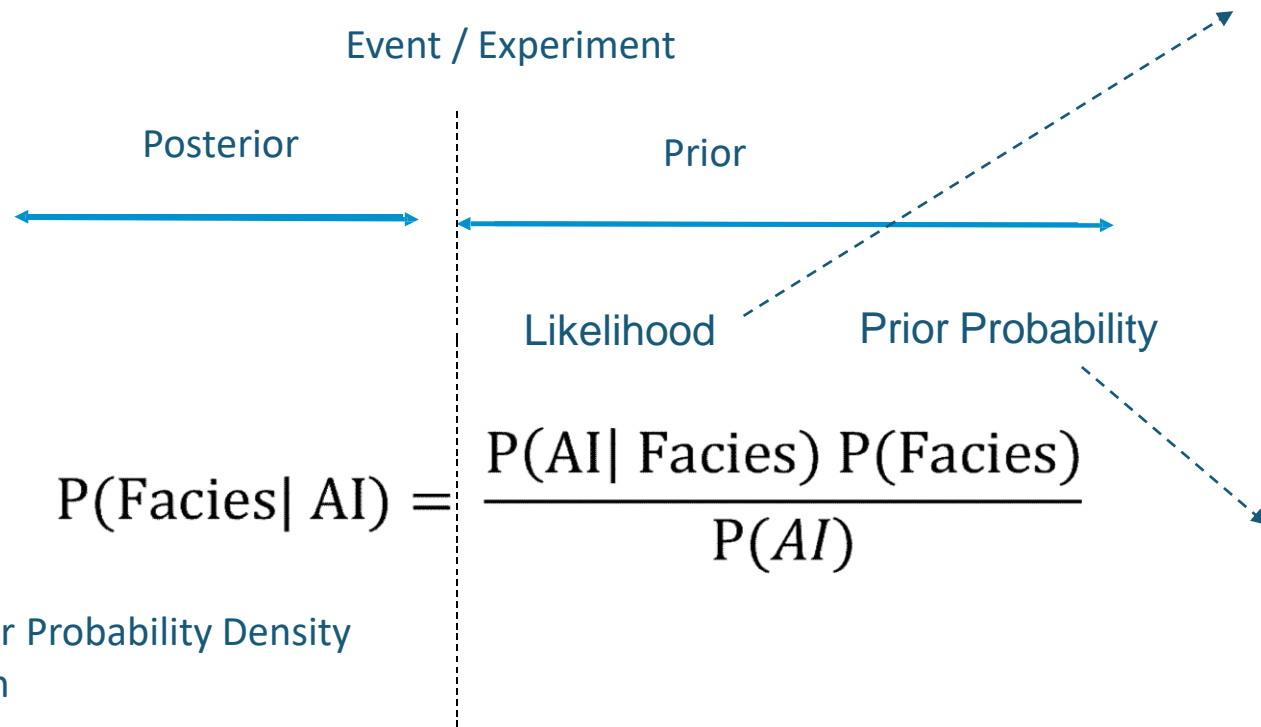 Event / Experiment
Posterior
Prior
Likelihood
Prior Probability
P(Facies| AI) = P(AI| Facies) P(Facies)
P(AI)
r Probability Density
n